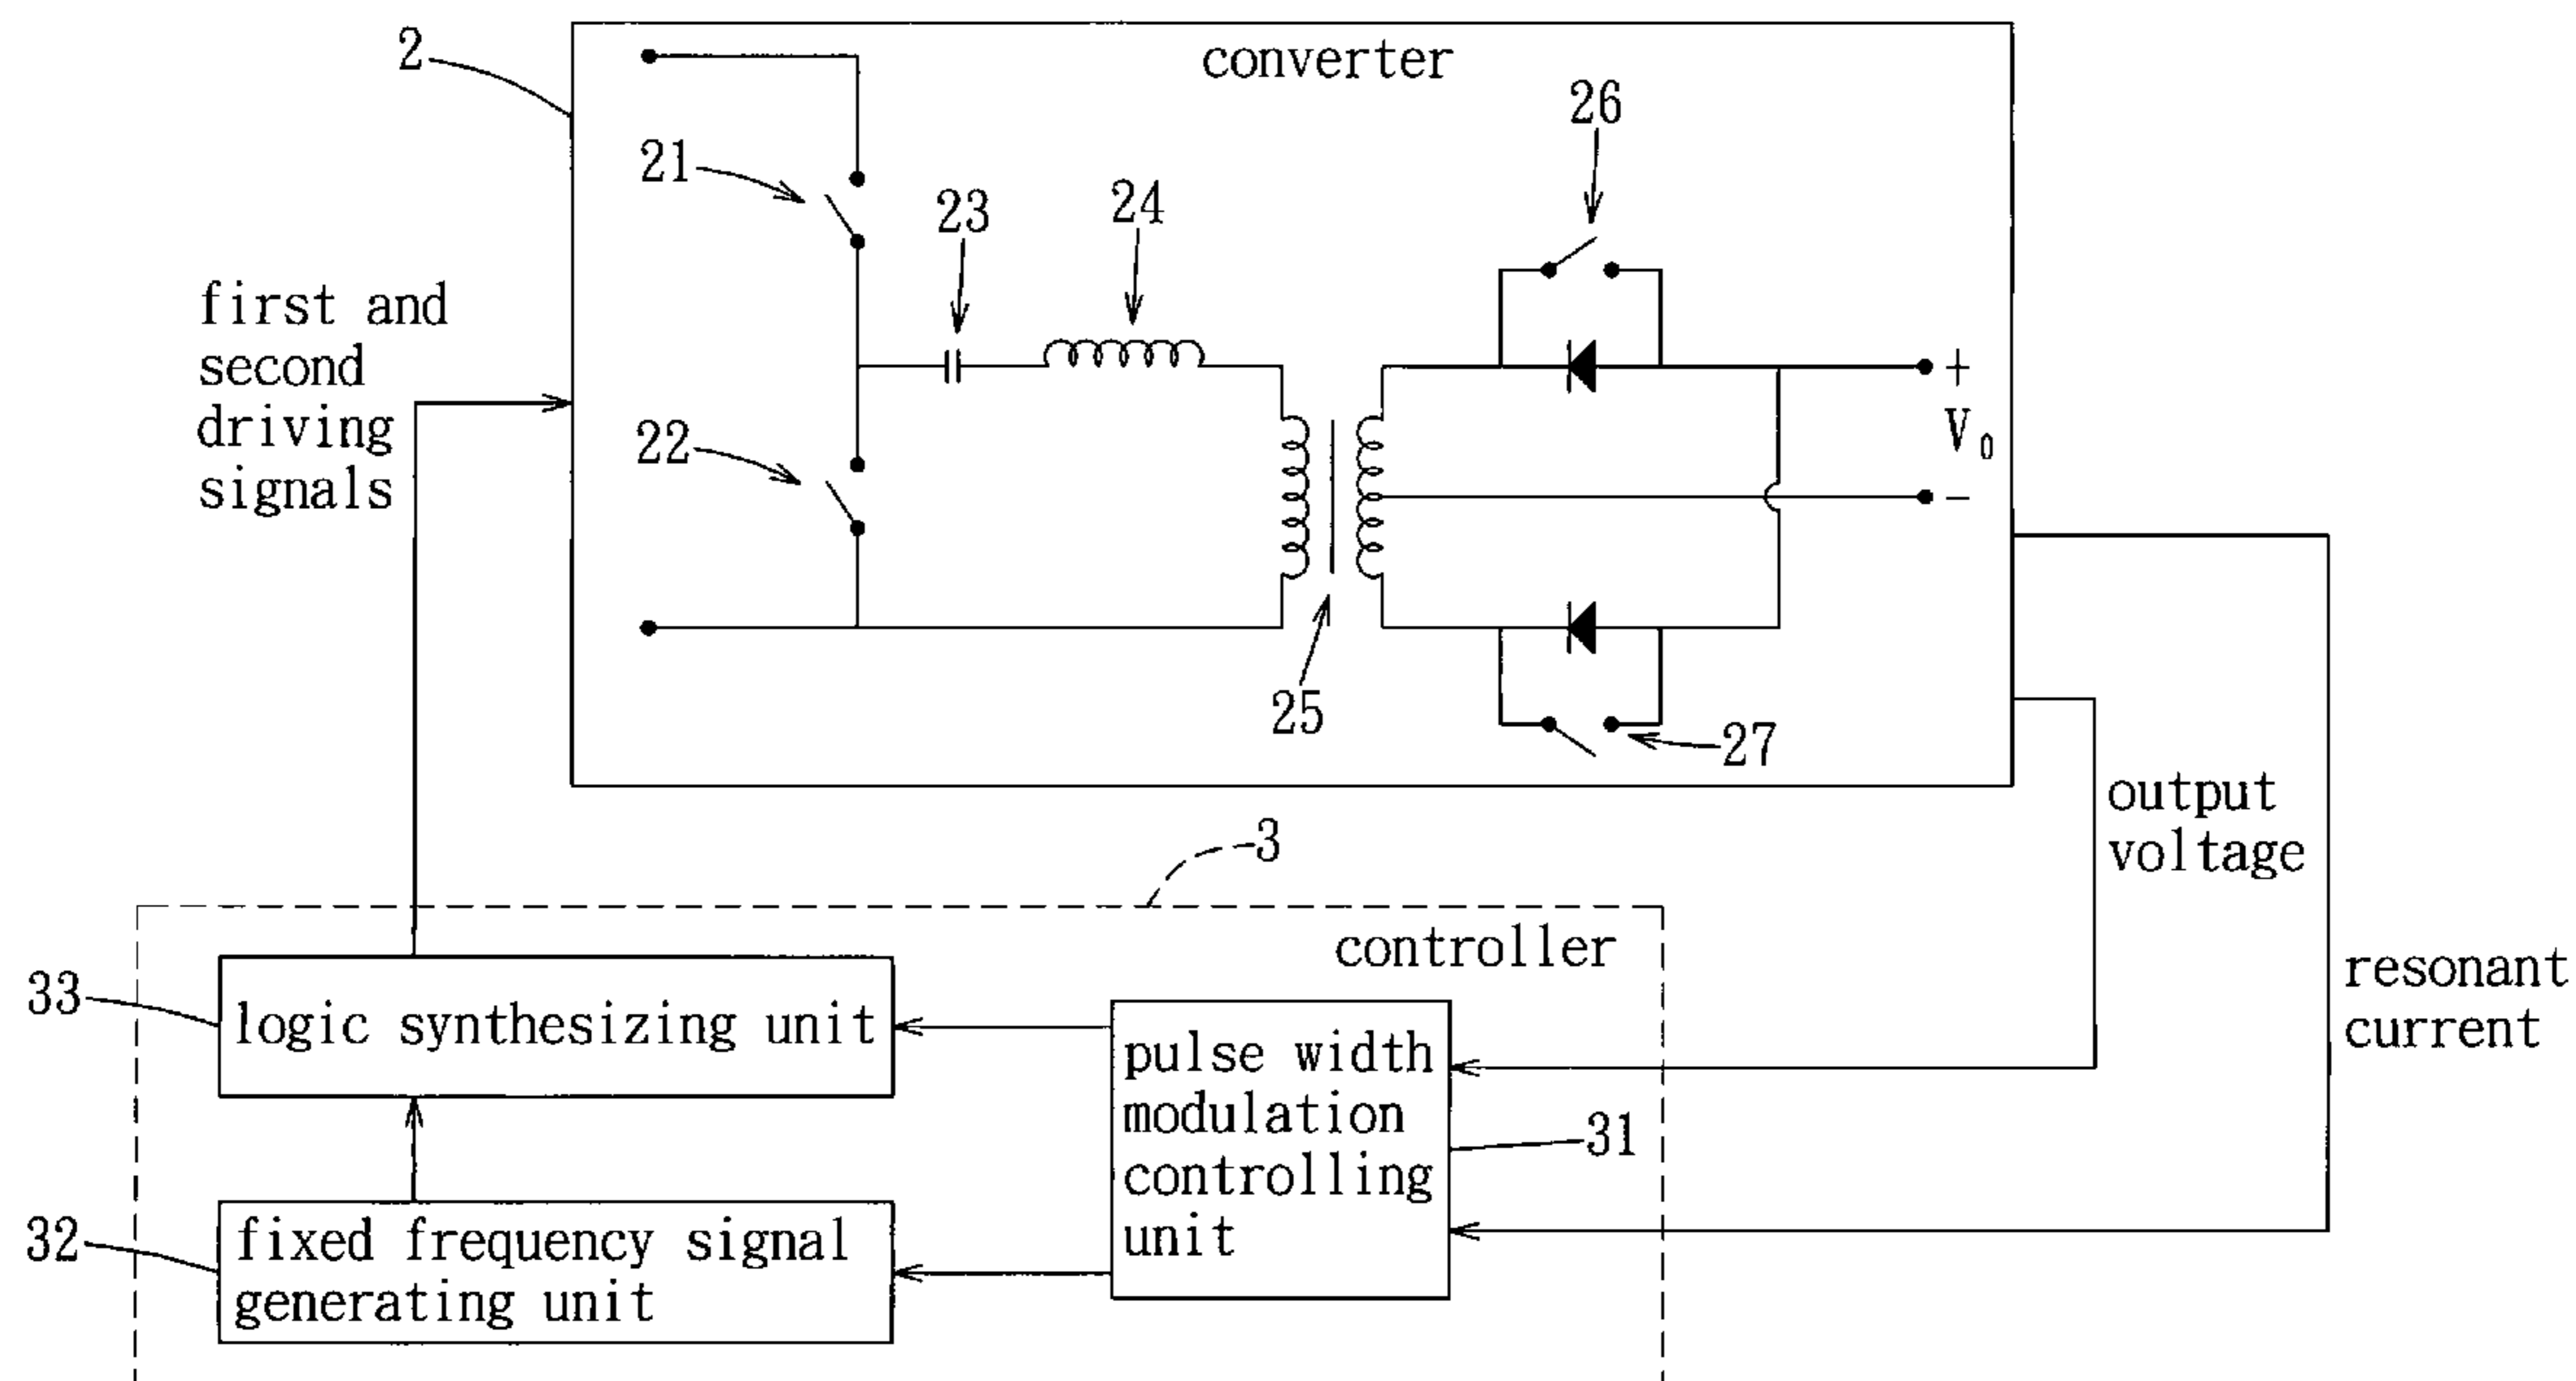 2
converter
26
21
23
24
first and
second
driving
signals
22
+
V0
-
25
27
output
voltage
3
controller
resonant
current
33
logic synthesizing unit
pulse width
modulation
controlling
unit
31
32
fixed frequency signal
generating unit